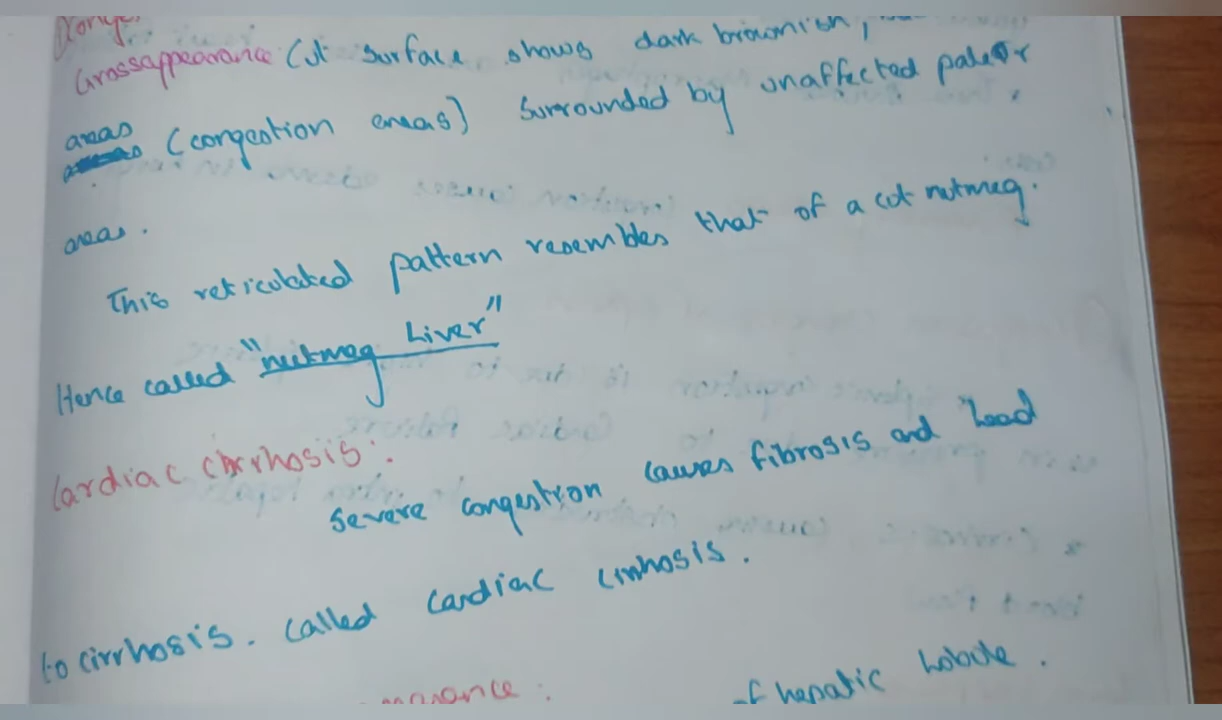 Grossappearance Cut surface shows dark brownish,
areas (congestion areas) surrounded by unaffected paler
areas.
This reticulated pattern resembles that of a cut nutmeg.
Hence called "nutmeg Liver"
Cardiac cirrhosis:
Severe congestion causes fibrosis and lead
to cirrhosis. called cardiac cirrhosis.
of hepatic lobule.